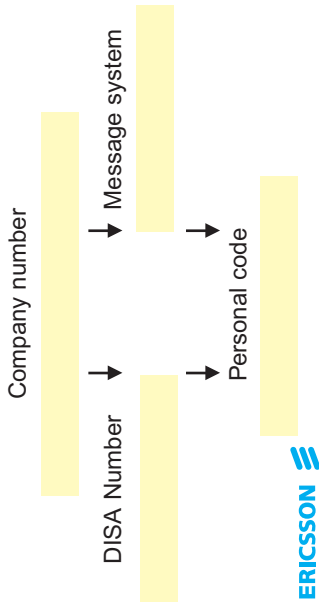 Company number
DISA Number
Message system
Personal code
ERICSSON